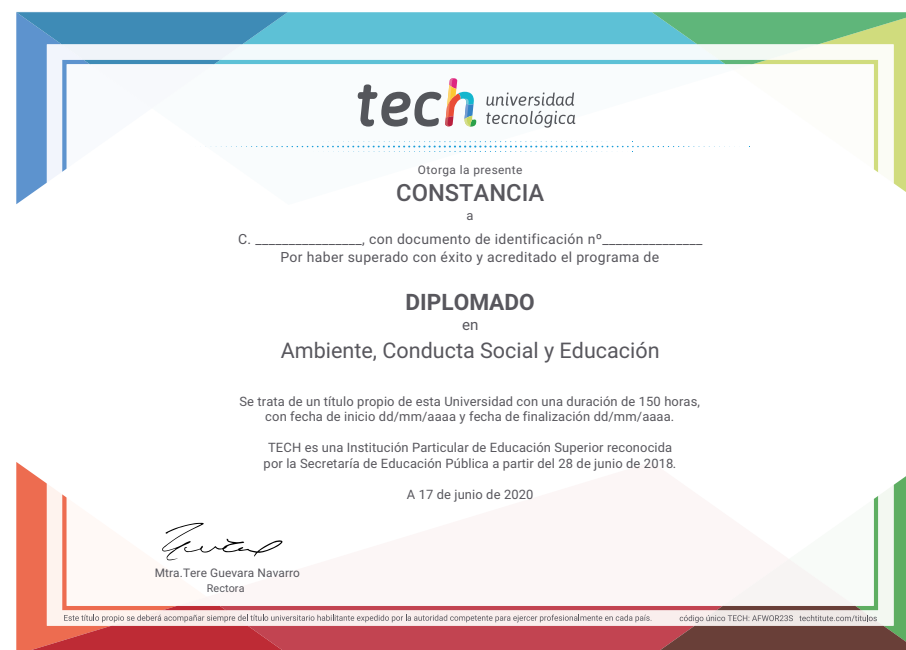 tech universidad
tecnológica
Otorga la presente
CONSTANCIA
a
C. ________________, con documento de identificación nº_______________
Por haber superado con éxito y acreditado el programa de
DIPLOMADO
en
Ambiente, Conducta Social y Educación
Se trata de un título propio de esta Universidad con una duración de 150 horas,
con fecha de inicio dd/mm/aaaa y fecha de finalización dd/mm/aaaa.
TECH es una Institución Particular de Educación Superior reconocida
por la Secretaría de Educación Pública a partir del 28 de junio de 2018.
A 17 de junio de 2020
Mtra.Tere Guevara Navarro
Rectora
Este título propio se deberá acompañar siempre del título universitario habilitante expedido por la autoridad competente para ejercer profesionalmente en cada país. código único TECH: AFWOR23S techtitute.com/titulos